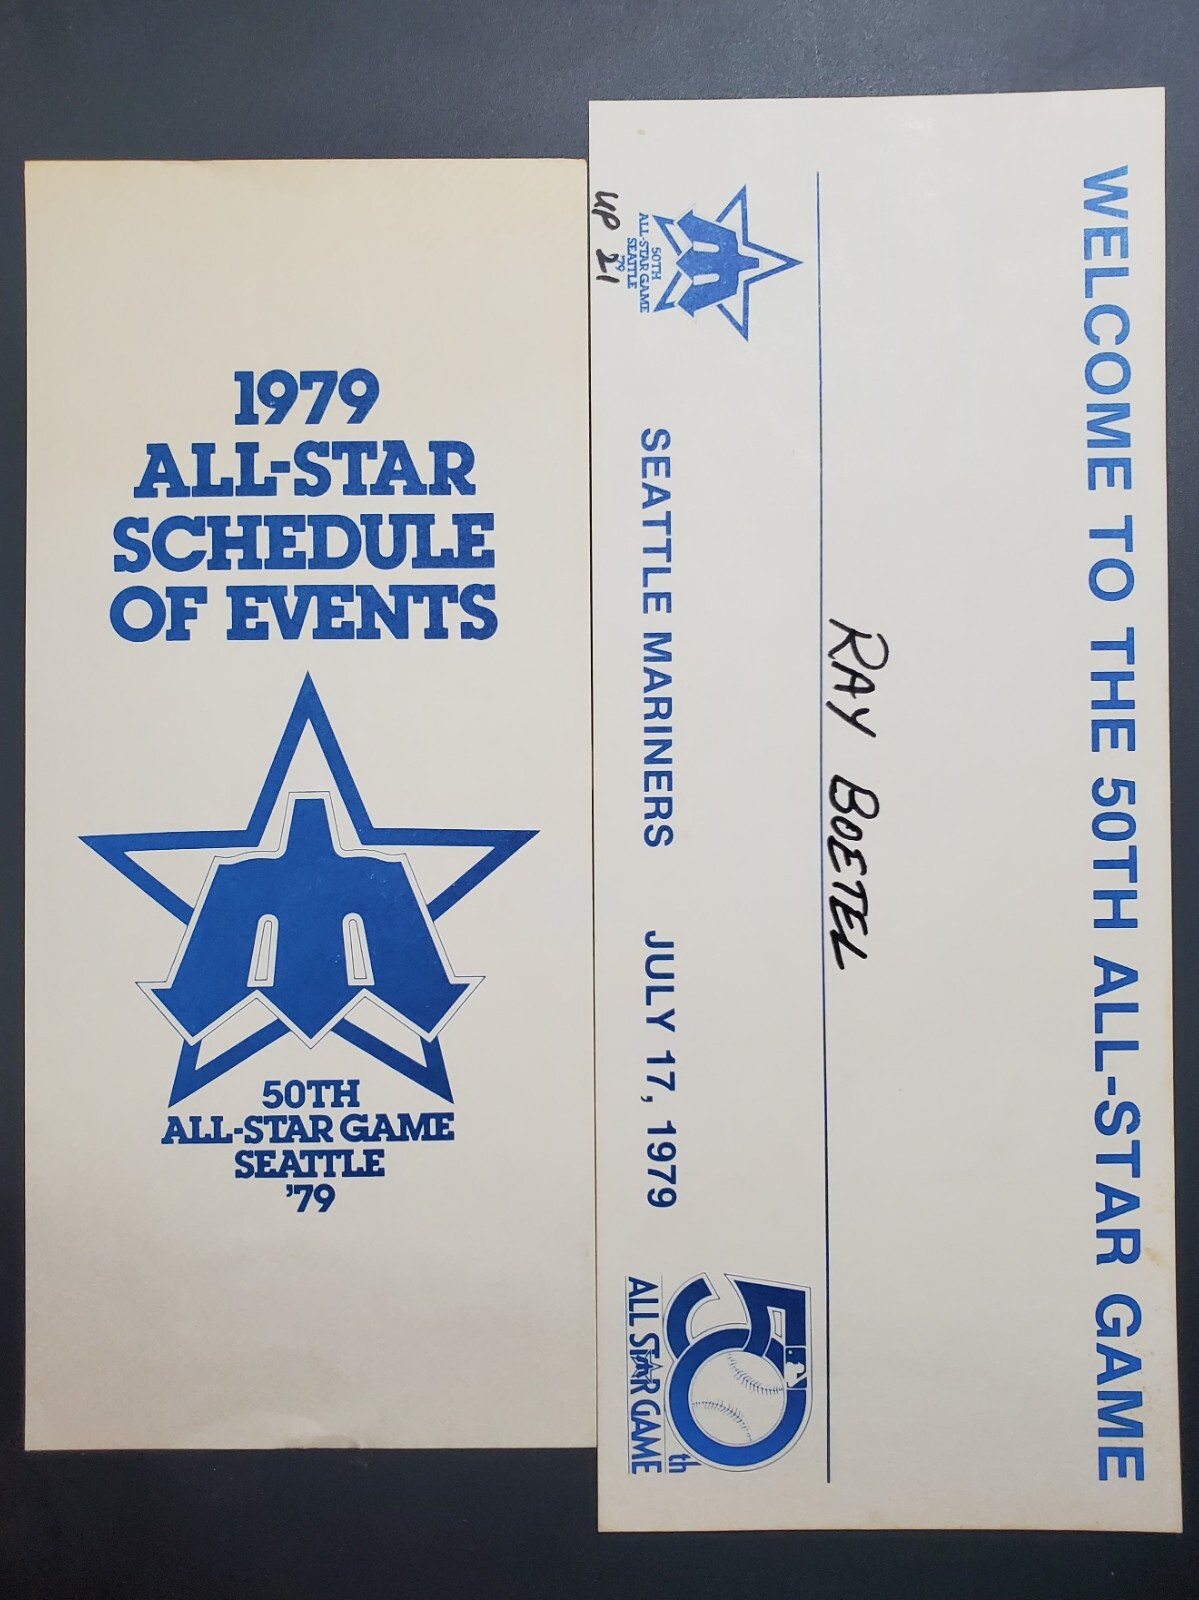 1979
ALL-STAR
SCHEDULE
OF EVENTS
50TH
ALL-STAR GAME
SEATTLE
'79
WELCOME TO THE 50TH ALL-STAR GAME
RAY BOETEL
50TH
ALL-STAR GAME
SEATTLE
'79
SEATTLE MARINERS JULY 17, 1979
50th
ALL STAR GAME
UP 21